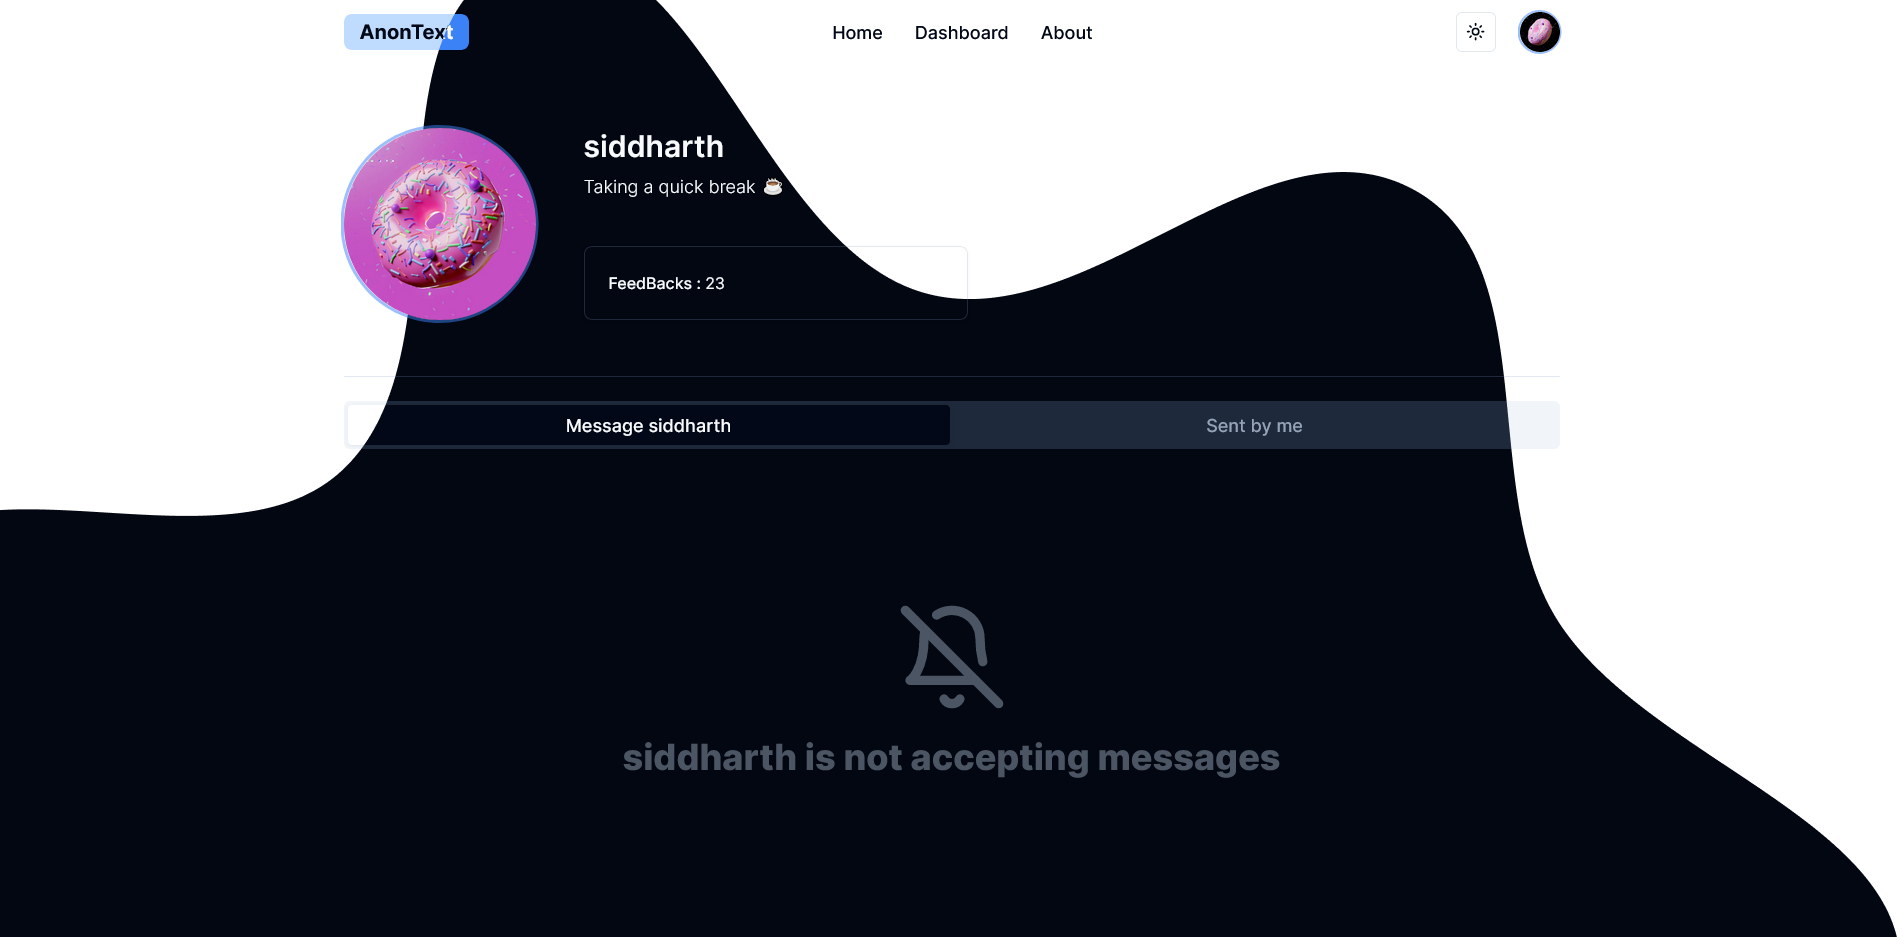 AnonText
Home Dashboard About
siddharth
Taking a quick break ☕
FeedBacks : 23
Message siddharth
Sent by me
siddharth is not accepting messages